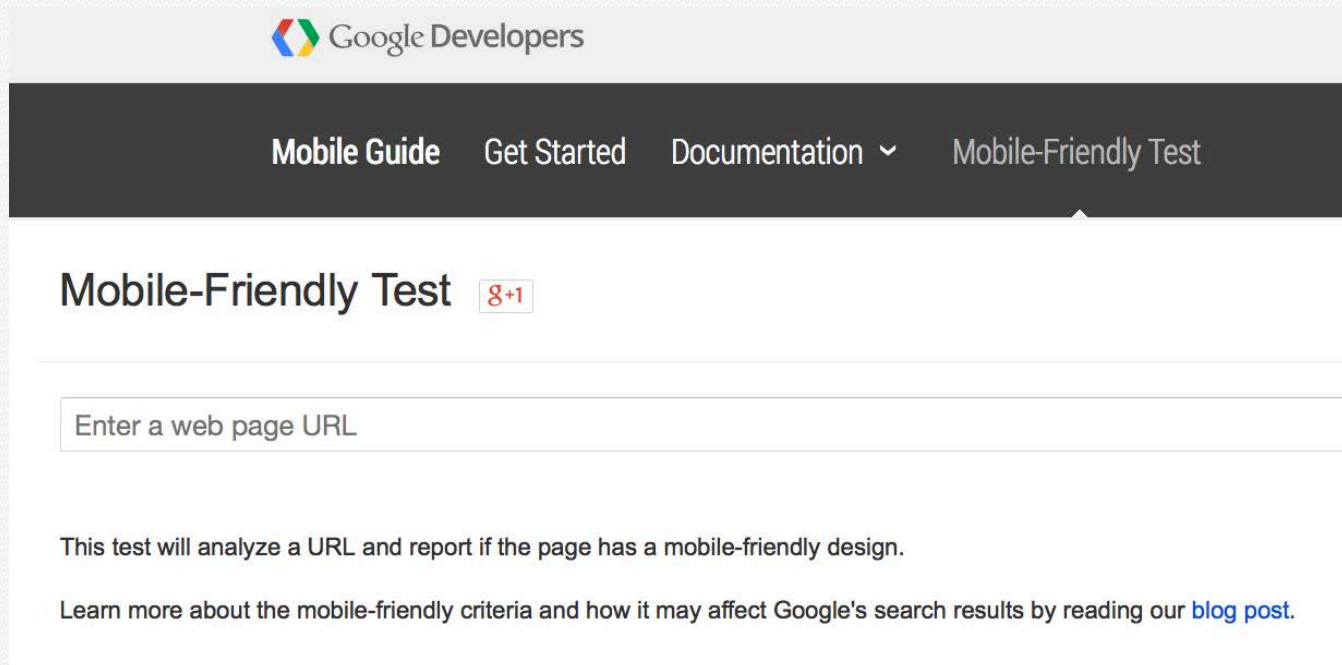 Google Developers
Mobile Guide Get Started Documentation Mobile-Friendly Test
Mobile-Friendly Test g+1
Enter a web page URL
This test will analyze a URL and report if the page has a mobile-friendly design.
Learn more about the mobile-friendly criteria and how it may affect Google's search results by reading our blog post.